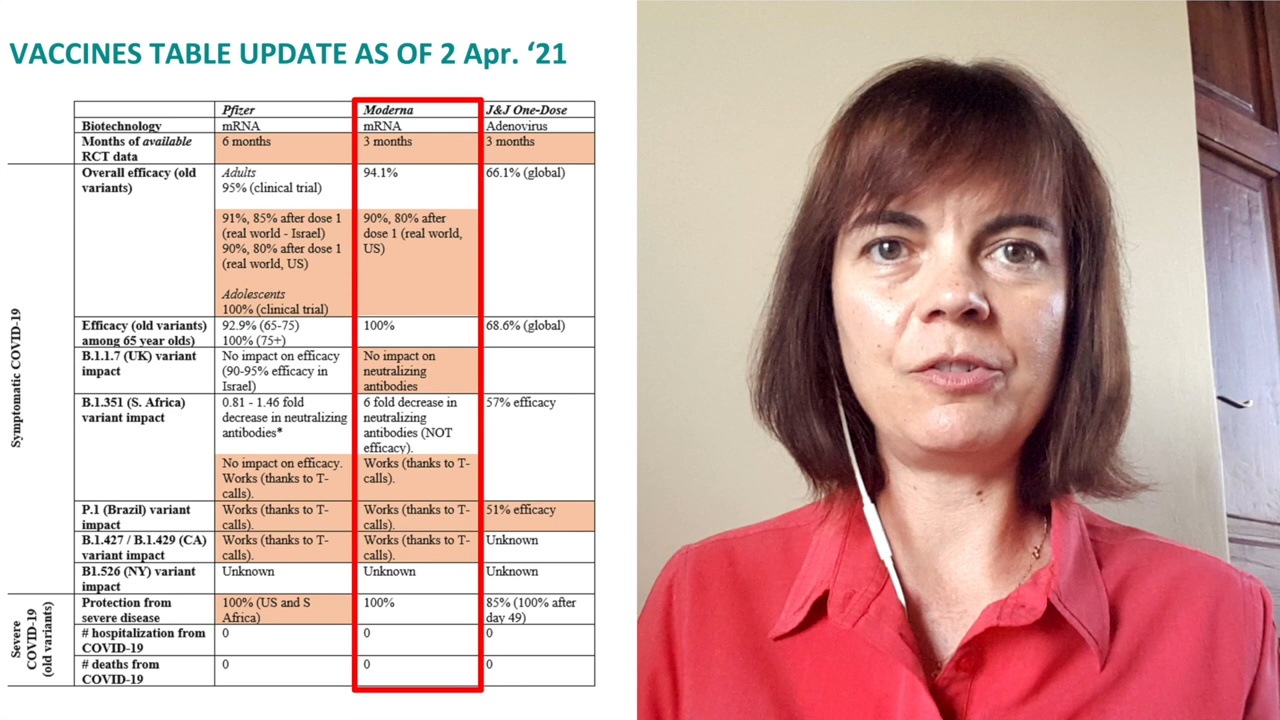 VACCINES TABLE UPDATE AS OF 2 Apr. ‘21
Pfizer Moderna J&J One-Dose
Biotechnology mRNA mRNA Adenovirus
Months of available 6 months 3 months 3 months
RCT data
Symptomatic COVID-19
Overall efficacy (old Adults 94.1% 66.1% (global)
variants) 95% (clinical trial)
91%, 85% after dose 1 90%, 80% after
(real world - Israel) dose 1 (real world,
90%, 80% after dose 1 US)
(real world, US)
Adolescents
100% (clinical trial)
Efficacy (old variants) 92.9% (65-75) 100% 68.6% (global)
among 65 year olds) 100% (75+)
B.1.1.7 (UK) variant No impact on efficacy No impact on
impact (90-95% efficacy in neutralizing
Israel) antibodies
B.1.351 (S. Africa) 0.81 - 1.46 fold 6 fold decrease in 57% efficacy
variant impact decrease in neutralizing neutralizing
antibodies* antibodies (NOT
efficacy).
No impact on efficacy. Works (thanks to T-
Works (thanks to T- calls).
calls).
P.1 (Brazil) variant Works (thanks to T- Works (thanks to T- 51% efficacy
impact calls). calls).
B.1.427 / B.1.429 (CA) Works (thanks to T- Works (thanks to T- Unknown
variant impact calls). calls).
B1.526 (NY) variant Unknown Unknown Unknown
impact
Severe
COVID-19
(old variants)
Protection from 100% (US and S 100% 85% (100% after
severe disease Africa) day 49)
# hospitalization from 0 0 0
COVID-19
# deaths from 0 0 0
COVID-19